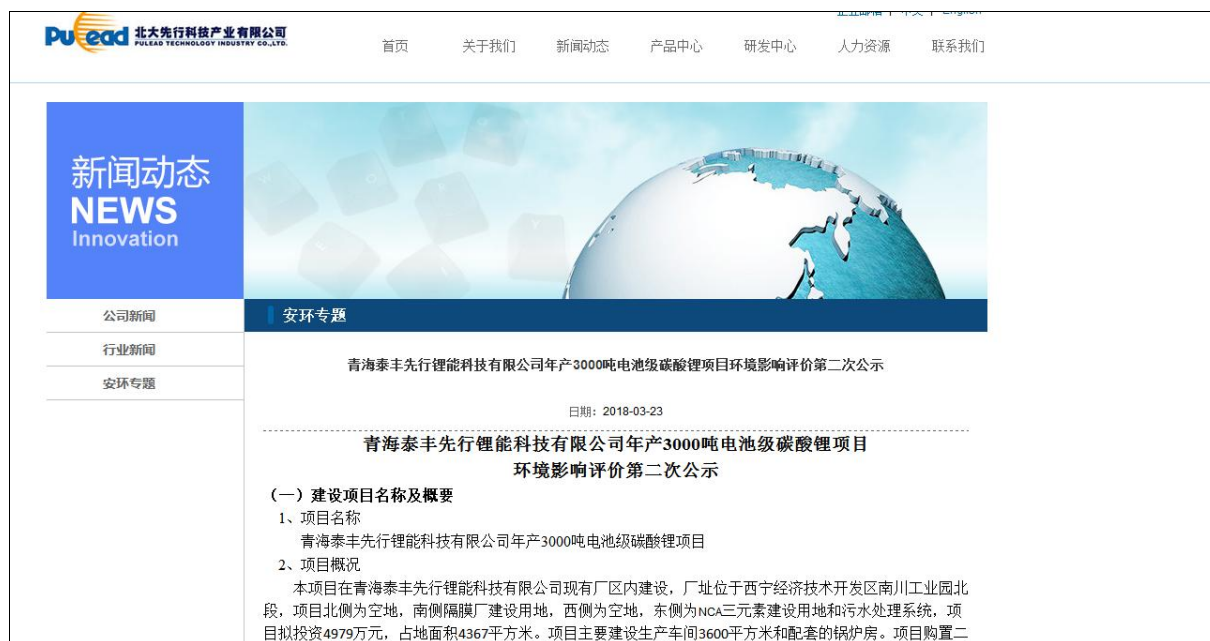 企业邮箱 | 中文 | English
Pulead 北大先行科技产业有限公司
PULEAD TECHNOLOGY INDUSTRY CO.,LTD.
首页 关于我们 新闻动态 产品中心 研发中心 人力资源 联系我们
新闻动态
NEWS
Innovation
公司新闻
行业新闻
安环专题
安环专题
青海泰丰先行锂能科技有限公司年产3000吨电池级碳酸锂项目环境影响评价第二次公示
日期：2018-03-23
青海泰丰先行锂能科技有限公司年产3000吨电池级碳酸锂项目
环境影响评价第二次公示
（一）建设项目名称及概要
1、项目名称
青海泰丰先行锂能科技有限公司年产3000吨电池级碳酸锂项目
2、项目概况
本项目在青海泰丰先行锂能科技有限公司现有厂区内建设，厂址位于西宁经济技术开发区南川工业园北
段，项目北侧为空地，南侧隔膜厂建设用地，西侧为空地，东侧为NCA三元素建设用地和污水处理系统，项
目拟投资4979万元，占地面积4367平方米。项目主要建设生产车间3600平方米和配套的锅炉房。项目购置二